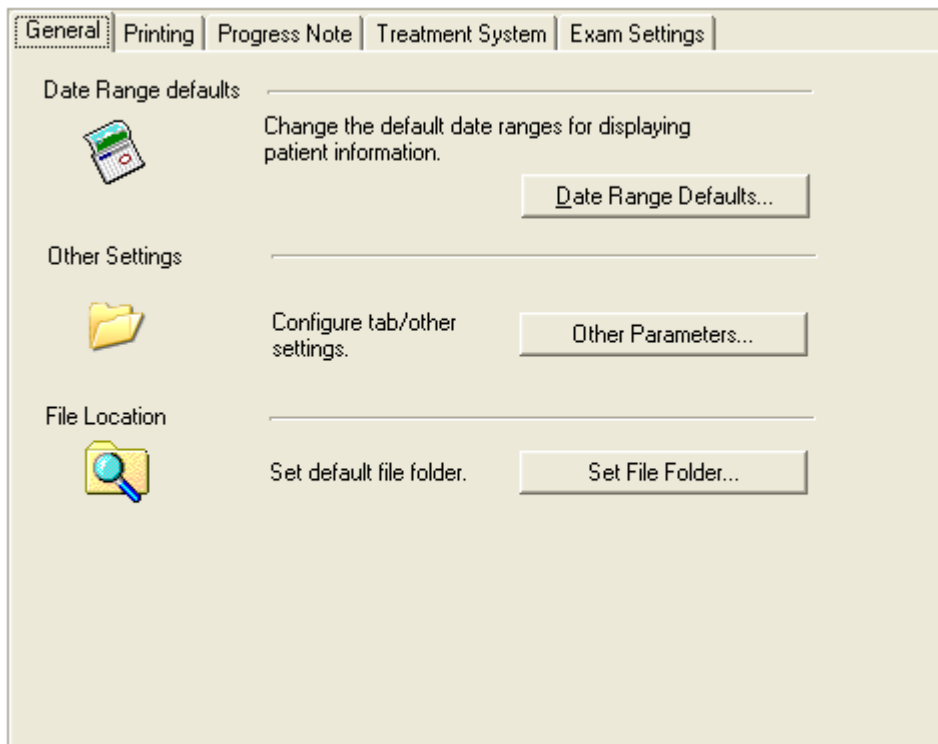 General Printing Progress Note Treatment System Exam Settings
Date Range defaults
Change the default date ranges for displaying
patient information.
Date Range Defaults...
Other Settings
Configure tab/other
settings.
Other Parameters...
File Location
Set default file folder.
Set File Folder...